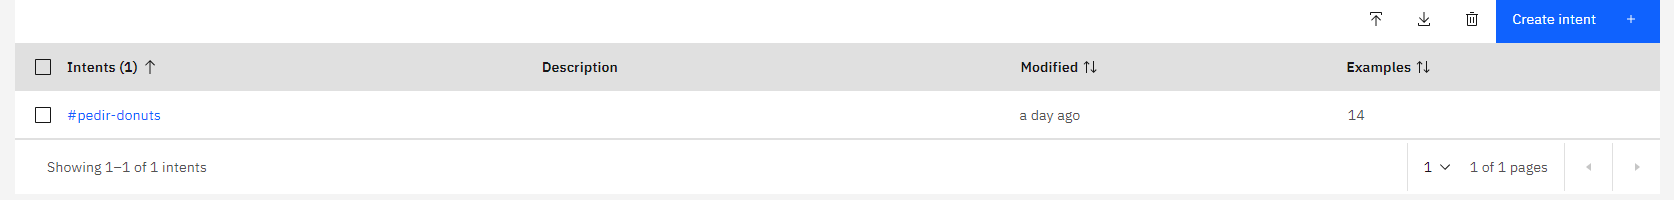 Create intent +
Intents (1) Description Modified Examples
#pedir-donuts a day ago 14
Showing 1–1 of 1 intents 1 1 of 1 pages